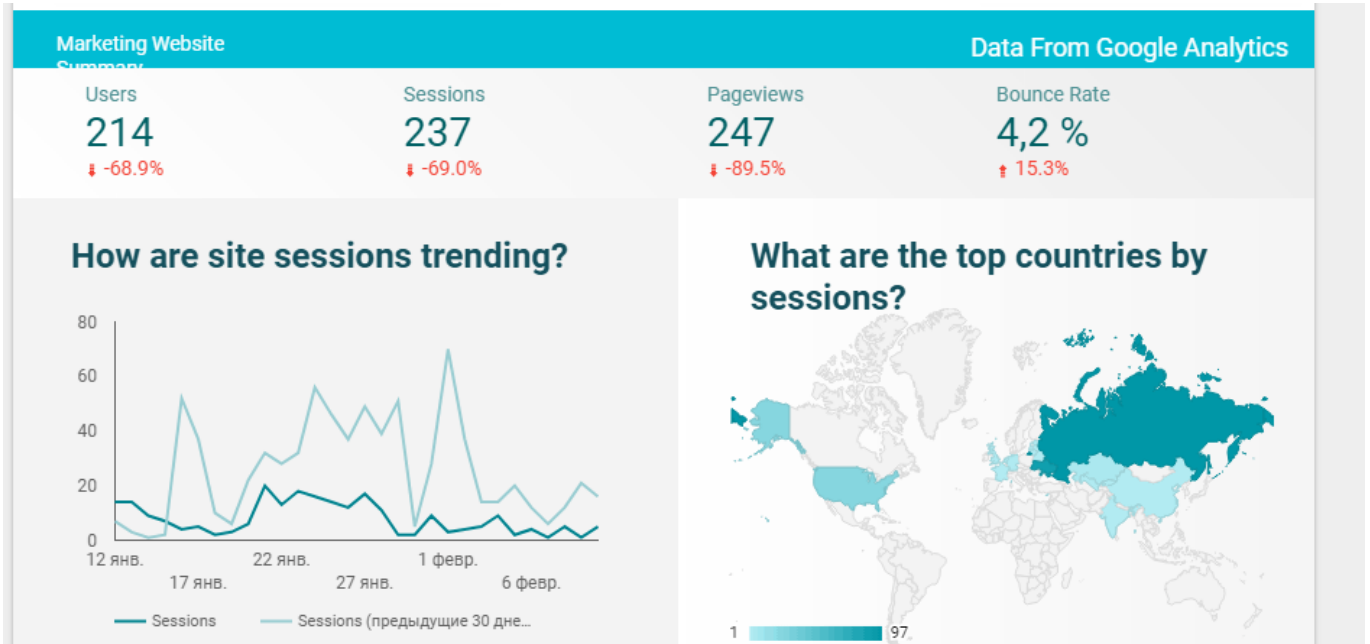 Marketing Website
Summary
Data From Google Analytics
Users
214
-68.9%
Sessions
237
-69.0%
Pageviews
247
-89.5%
Bounce Rate
4,2 %
15.3%
How are site sessions trending?
80
60
40
20
0
12 янв.
17 янв.
22 янв.
27 янв.
1 февр.
6 февр.
Sessions
Sessions (предыдущие 30 дне...
What are the top countries by
sessions?
1
97